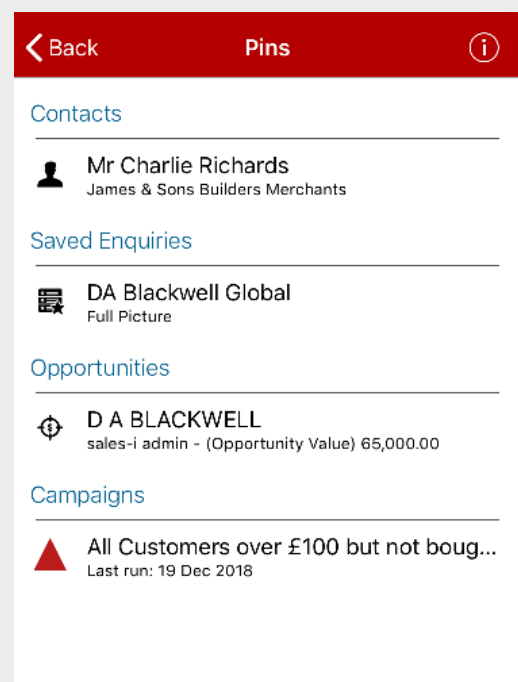 Back
Pins
Contacts
Mr Charlie Richards
James & Sons Builders Merchants
Saved Enquiries
DA Blackwell Global
Full Picture
Opportunities
D A BLACKWELL
sales-i admin - (Opportunity Value) 65,000.00
Campaigns
All Customers over £100 but not boug...
Last run: 19 Dec 2018